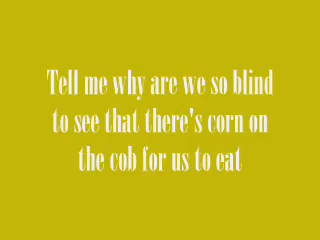 Tell me why are we so blind
to see that there's corn on
the cob for us to eat